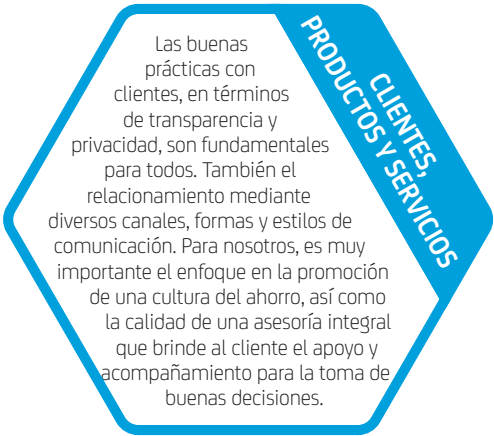 CLIENTES,
PRODUCTOS Y SERVICIOS
Las buenas
prácticas con
clientes, en términos
de transparencia y
privacidad, son fundamentales
para todos. También el
relacionamiento mediante
diversos canales, formas y estilos de
comunicación. Para nosotros, es muy
importante el enfoque en la promoción
de una cultura del ahorro, así como
la calidad de una asesoría integral
que brinde al cliente el apoyo y
acompañamiento para la toma de
buenas decisiones.